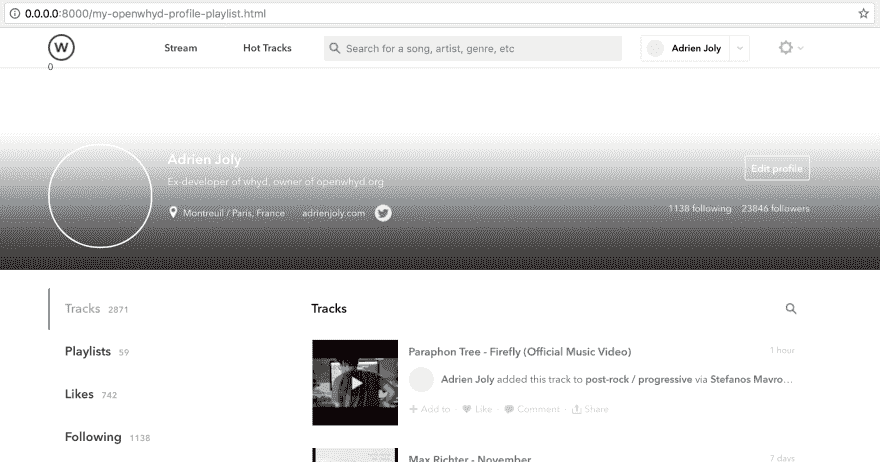 0.0.0.0:8000/my-openwhyd-profile-playlist.html
W
Stream
Hot Tracks
Search for a song, artist, genre, etc
Adrien Joly
0
Adrien Joly
Ex-developer of whyd, owner of openwhyd.org
Edit profile
Montreuil / Paris, France adrienjoly.com
1138 following 23846 followers
Tracks 2871
Playlists 59
Likes 742
Following 1138
Tracks
Paraphon Tree - Firefly (Official Music Video) 1 hour
Adrien Joly added this track to post-rock / progressive via Stefanos Mavro...
Add to · Like · Comment · Share
Max Richter - November 7 days